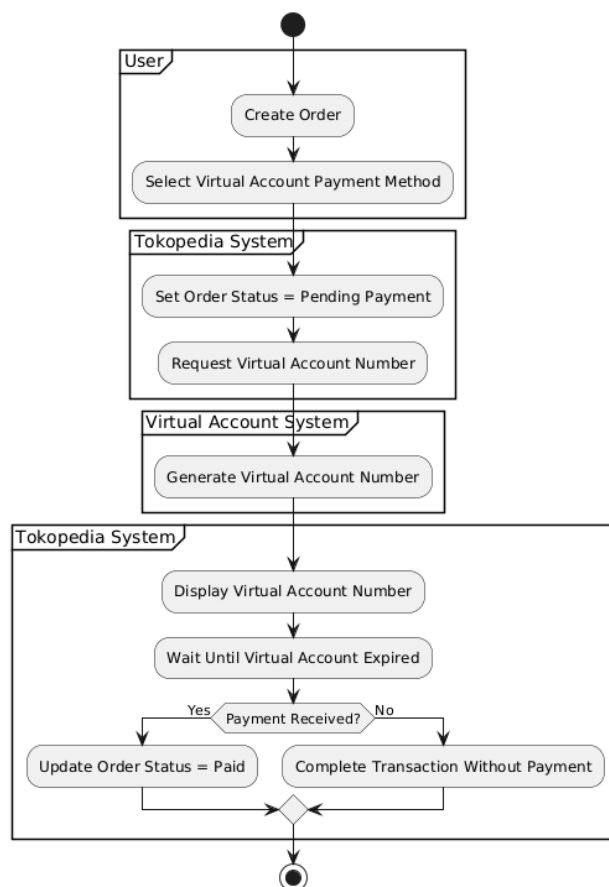 User
Create Order
Select Virtual Account Payment Method
Tokopedia System
Set Order Status = Pending Payment
Request Virtual Account Number
Virtual Account System
Generate Virtual Account Number
Tokopedia System
Display Virtual Account Number
Wait Until Virtual Account Expired
Yes
Payment Received?
No
Update Order Status = Paid
Complete Transaction Without Payment